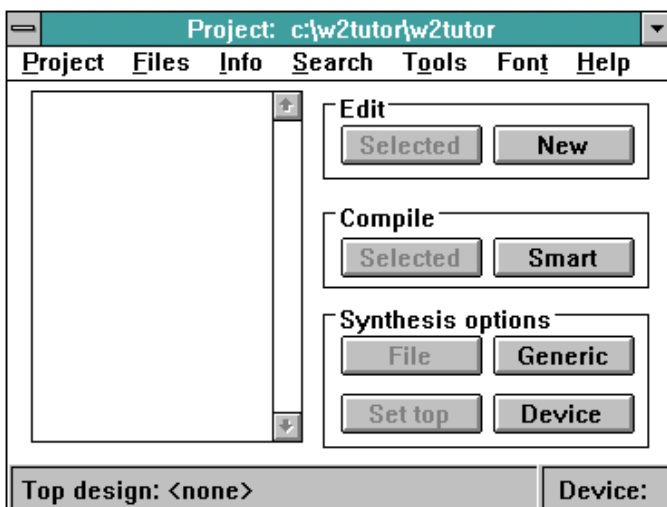 Project: c:\w2tutor\w2tutor
Project Files Info Search Tools Font Help
Edit
Selected New
Compile
Selected Smart
Synthesis options
File Generic
Set top Device
Top design: <none> Device: